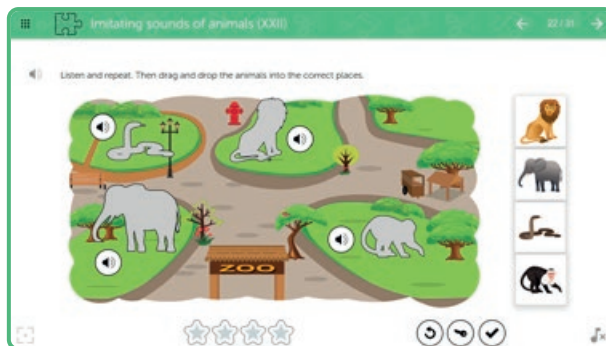 Imitating sounds of animals (XXII)
22 / 31
Listen and repeat. Then drag and drop the animals into the correct places.
ZOO